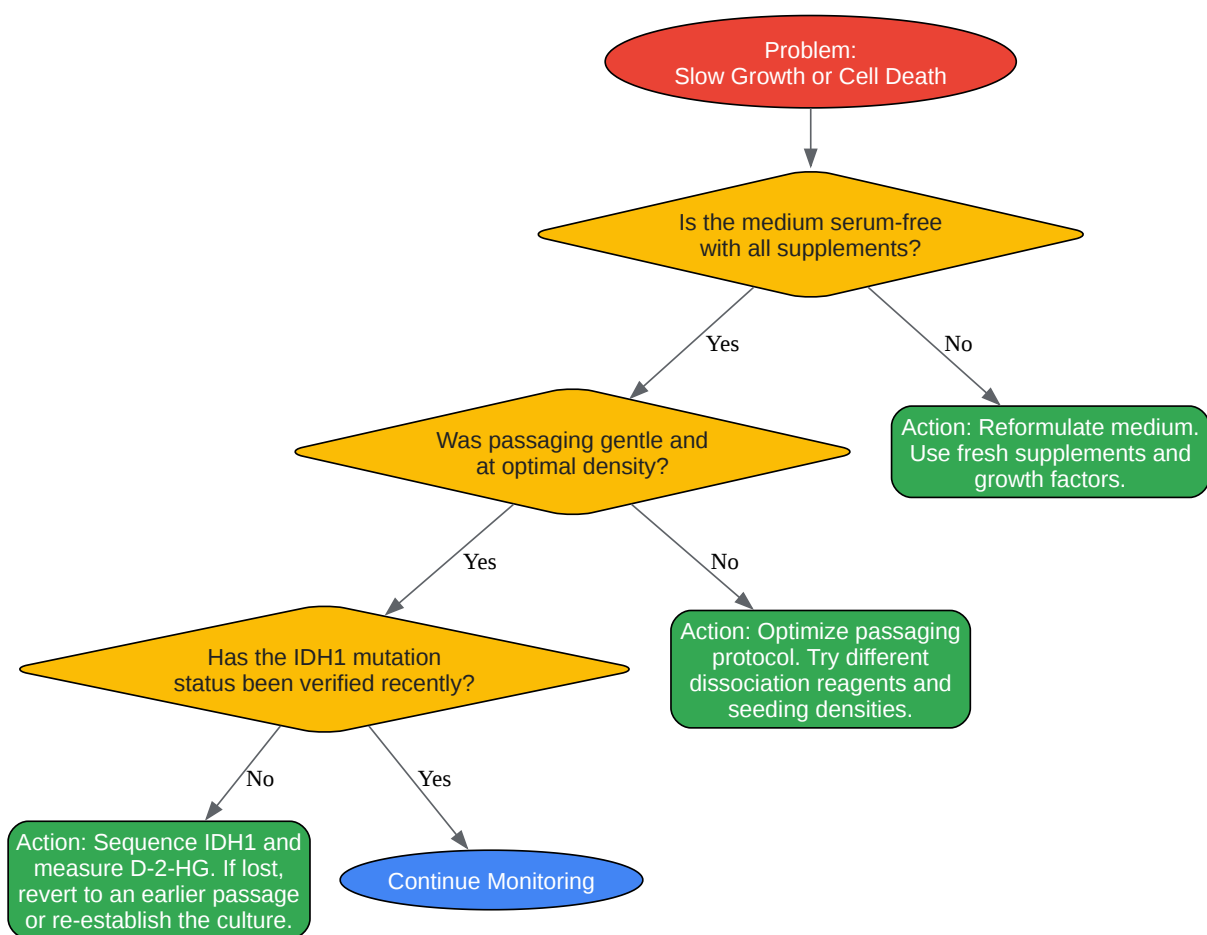 Problem:
Slow Growth or Cell Death
Is the medium serum-free
with all supplements?
Yes
No
Was passaging gentle and
at optimal density?
Action: Reformulate medium.
Use fresh supplements and
growth factors.
Yes
No
Has the IDH1 mutation
status been verified recently?
Action: Optimize passaging
protocol. Try different
dissociation reagents and
seeding densities.
No
Yes
Action: Sequence IDH1 and
measure D-2-HG. If lost,
revert to an earlier passage
or re-establish the culture.
Continue Monitoring